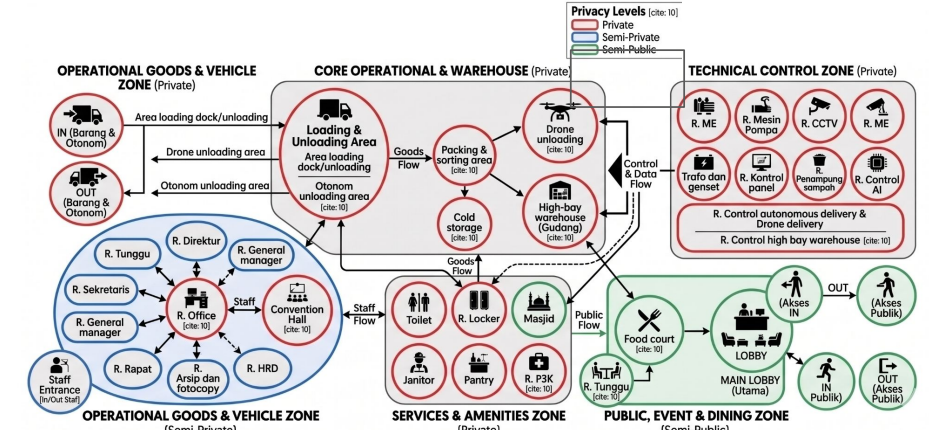 Privacy Levels [cite: 10]
Private
Semi-Private
Semi-Public
OPERATIONAL GOODS & VEHICLE
ZONE (Private)
IN (Barang &
Otonom)
OUT
(Barang &
Otonom)
Area loading dock/unloading
Drone unloading area
Otonom unloading area
CORE OPERATIONAL & WAREHOUSE (Private)
Loading &
Unloading Area
Area loading
dock/unloading
Otonom
unloading area
[cite: 10]
Goods
Flow
Packing &
sorting area
[cite: 10]
Drone
unloading
[cite: 10]
Cold
storage
[cite: 10]
High-bay
warehouse
(Gudang)
[cite: 10]
Control
& Data
Flow
TECHNICAL CONTROL ZONE (Private)
R. ME
R. Mesin
Pompa
R. CCTV
R. ME
Trafo dan
genset
R. Kontrol
panel
R.
Penampung
sampah
R. Control
AI
R. Control autonomous delivery &
Drone delivery
R. Control high bay warehouse [cite: 10]
R. Tunggu
R. Direktur
R. General
manager
R. Sekretaris
R. General
manager
R. Office
[cite: 10]
Staff
Convention
Hall
[cite: 10]
R. Rapat
R.
Arsip dan
fotocopy
R. HRD
Staff
Entrance
[In/Out Staf]
OPERATIONAL GOODS & VEHICLE ZONE
(Semi-Private)
Staff
Flow
Goods
Flow
Toilet
R. Locker
Masjid
Janitor
Pantry
R. P3K
[cite: 10]
SERVICES & AMENITIES ZONE
(Private)
Public
Flow
Food court
[cite: 10]
R. Tunggu
[cite: 10]
LOBBY
MAIN LOBBY
(Utama)
(Akses
IN)
OUT
(Akses
Publik)
IN
Publik)
OUT
(Akses
Publik)
PUBLIC, EVENT & DINING ZONE
(Semi-Public)